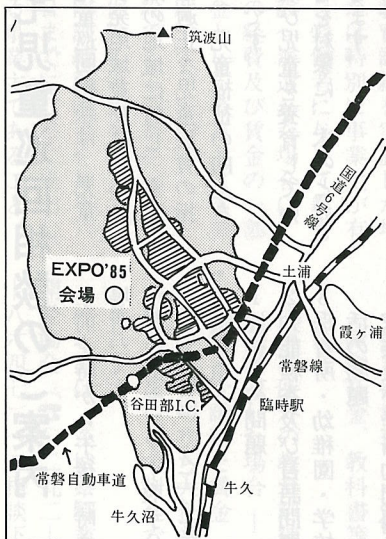 筑波山
国道6号線
EXPO'85
会場
土浦
霞ヶ浦
常磐線
谷田部I.C.
臨時駅
常磐自動車道
牛久
牛久沼